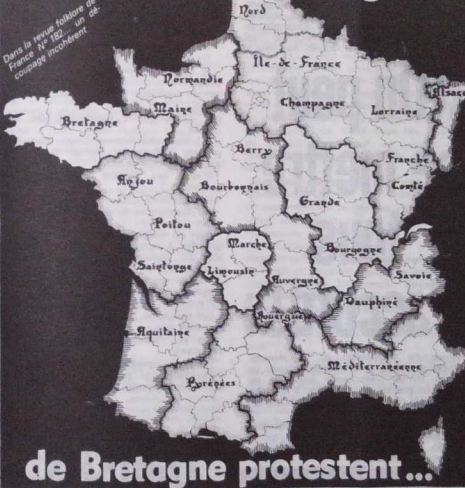 Dans la revue folklore de
France N° 182 ... un dé-
coupage incohérent
Nord
Ile-de-France
Normandie
Champagne
Alsace
Lorraine
Maine
Bretagne
Berry
Franche
Comté
Anjou
Bourbonnais
Grande
Poitou
Marche
Bourgogne
Saintonge
Limousin
Auvergne
Savoie
Dauphiné
Rouergue
Aquitaine
Méditerranéenne
Pyrénées
de Bretagne protestent...